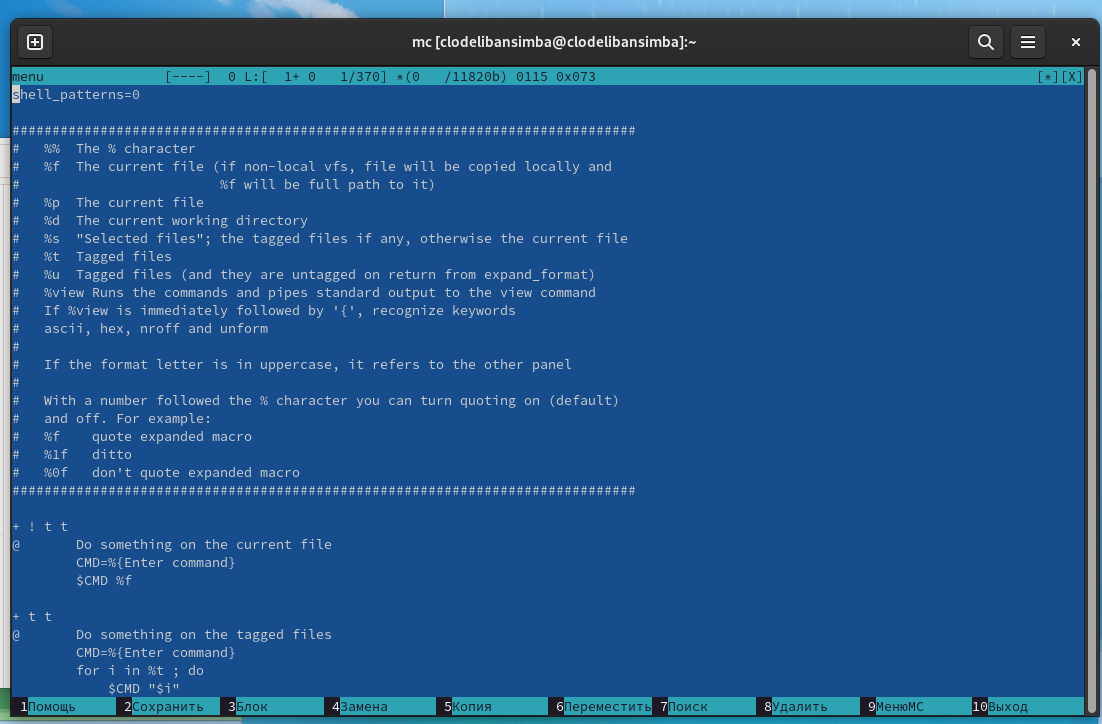 mc [clodelibansimba@clodelibansimba]:~
menu               [----]  0 L:[  1+ 0   1/370] *(0   /11820b) 0115 0x073                                                       [*][X]
shell_patterns=0
##############################################################################
#   %%  The % character
#   %f  The current file (if non-local vfs, file will be copied locally and
#                         %f will be full path to it)
#   %p  The current file
#   %d  The current working directory
#   %s  "Selected files"; the tagged files if any, otherwise the current file
#   %t  Tagged files
#   %u  Tagged files (and they are untagged on return from expand_format)
#   %view Runs the commands and pipes standard output to the view command
#   If %view is immediately followed by '{', recognize keywords
#   ascii, hex, nroff and unform
#
#   If the format letter is in uppercase, it refers to the other panel
#
#   With a number followed the % character you can turn quoting on (default)
#   and off. For example:
#   %f    quote expanded macro
#   %1f   ditto
#   %0f   don't quote expanded macro
##############################################################################
+ ! t t
@       Do something on the current file
        CMD=%{Enter command}
        $CMD %f
+ t t
@       Do something on the tagged files
        CMD=%{Enter command}
        for i in %t ; do
            $CMD "$i"
1Помощь 2Сохранить 3Блок 4Замена 5Копия 6Переместить 7Поиск 8Удалить 9МенюМС 10Выход